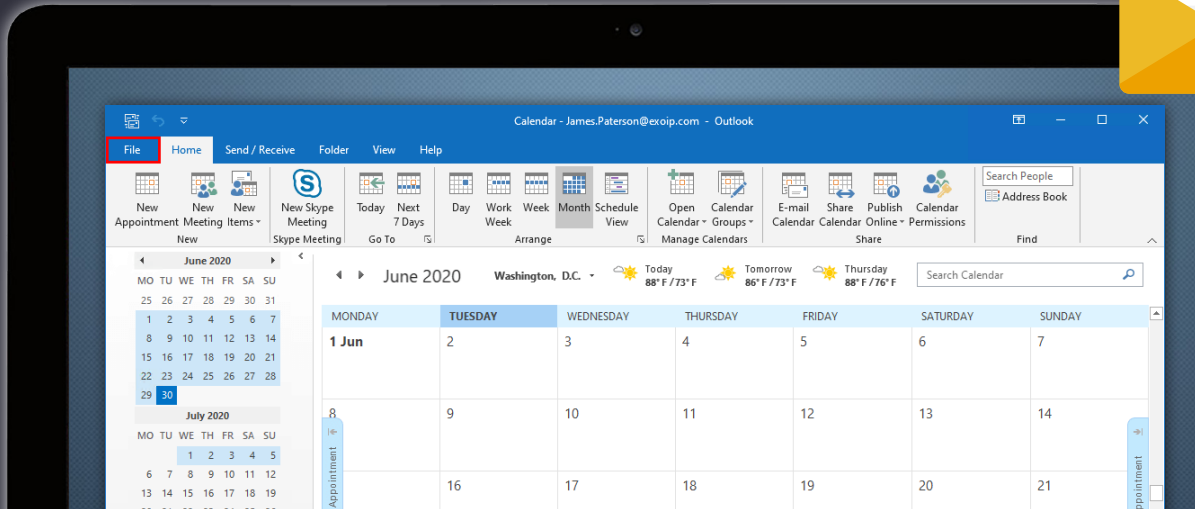 Calendar - James.Paterson@exoip.com - Outlook
File Home Send / Receive Folder View Help
New Appointment
New Meeting
New Items
New Skype Meeting
Today
Next 7 Days
Day
Work Week
Week
Month
Schedule View
Open Calendar
Calendar Groups
E-mail Calendar
Share Calendar
Publish Online
Calendar Permissions
Search People
Address Book
New
Skype Meeting
Go To
Arrange
Manage Calendars
Share
Find
June 2020
MO TU WE TH FR SA SU
25 26 27 28 29 30 31
1 2 3 4 5 6 7
8 9 10 11 12 13 14
15 16 17 18 19 20 21
22 23 24 25 26 27 28
29 30
July 2020
MO TU WE TH FR SA SU
1 2 3 4 5
6 7 8 9 10 11 12
13 14 15 16 17 18 19
June 2020
Washington, D.C.
Today
88° F / 73° F
Tomorrow
86° F / 73° F
Thursday
88° F / 76° F
Search Calendar
MONDAY TUESDAY WEDNESDAY THURSDAY FRIDAY SATURDAY SUNDAY
1 Jun 2 3 4 5 6 7
8 9 10 11 12 13 14
16 17 18 19 20 21
Appointment